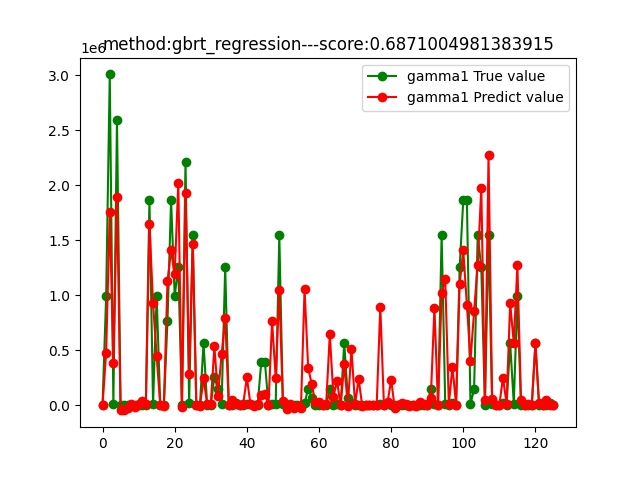 1e6
method:gbrt_regression---score:0.6871004981383915
gamma1 True value
gamma1 Predict value
3.0
2.5
2.0
1.5
1.0
0.5
0.0
0 20 40 60 80 100 120